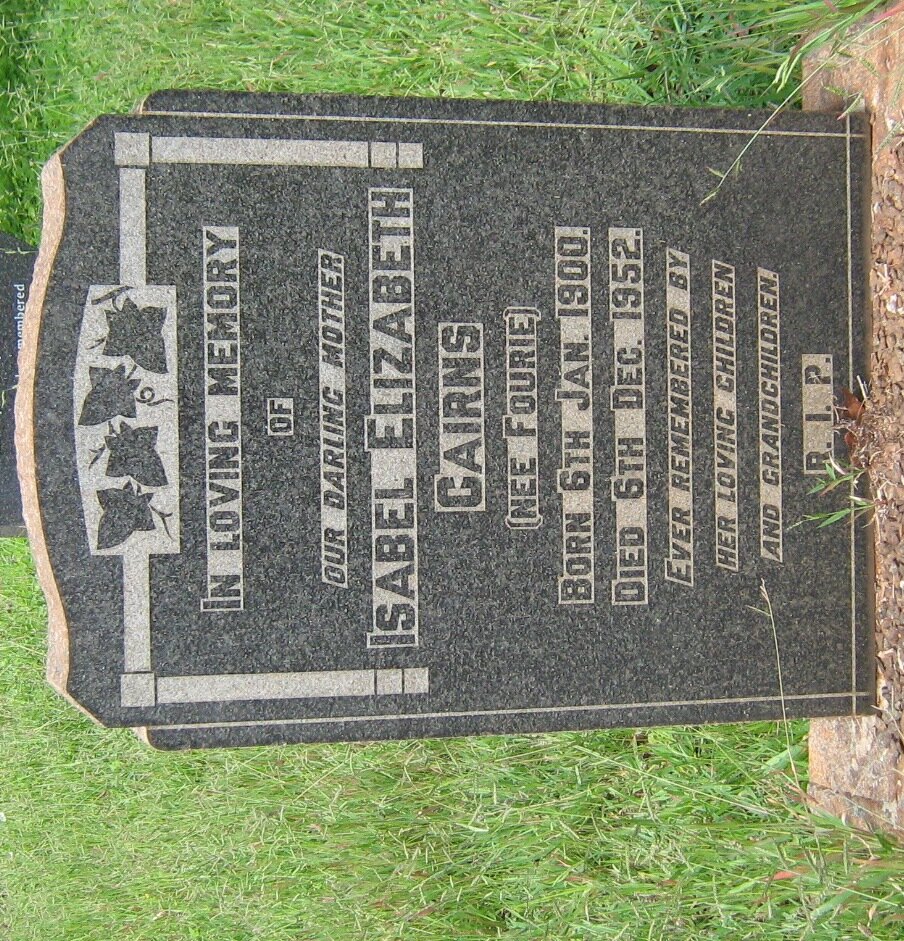 IN LOVING MEMORY
OF
OUR DARLING MOTHER
ISABEL ELIZABETH
CAIRNS
(NEE FOURIE)
BORN 6TH JAN. 1900.
DIED 6TH DEC. 1952.
EVER REMEMBERED BY
HER LOVING CHILDREN
AND GRANDCHILDREN
R.I.P.